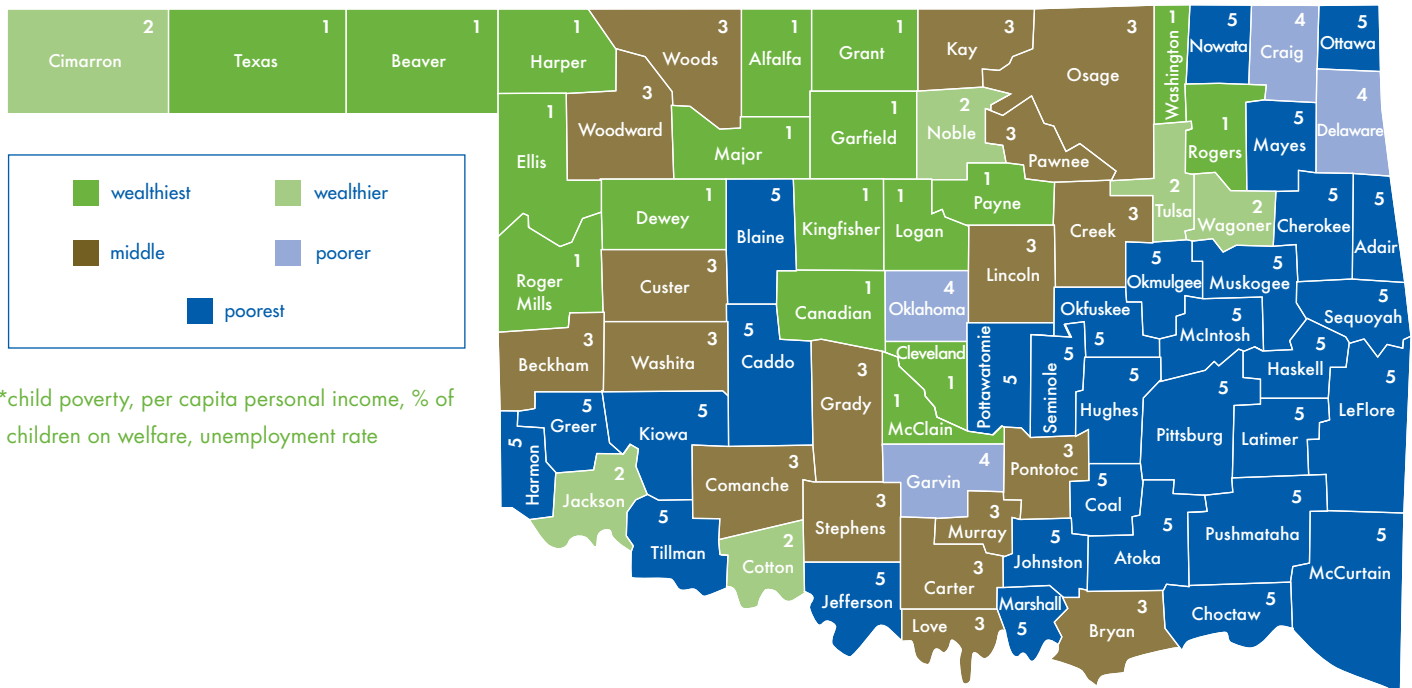 2
Cimarron
1
Texas
1
Beaver
1
Harper
3
Woods
1
Alfalfa
1
Grant
3
Kay
3
Osage
1
Washington
5
Nowata
4
Craig
5
Ottawa
1
Ellis
3
Woodward
1
Major
1
Garfield
2
Noble
3
Pawnee
1
Rogers
5
Mayes
4
Delaware
wealthiest
wealthier
middle
poorer
poorest
1
Dewey
5
Blaine
1
Kingfisher
1
Logan
1
Payne
3
Creek
2
Tulsa
2
Wagoner
5
Cherokee
5
Adair
1
Roger
Mills
3
Custer
1
Canadian
4
Oklahoma
3
Lincoln
5
Okmulgee
5
Muskogee
Okfuskee
5
5
McIntosh
5
Sequoyah
3
Beckham
3
Washita
5
Caddo
3
Grady
Cleveland
1
1
McClain
Pottawatomie
5
5
Seminole
5
Hughes
5
Pittsburg
5
Haskell
5
Latimer
5
LeFlore
*child poverty, per capita personal income, % of
children on welfare, unemployment rate
5
Harmon
5
Greer
5
Kiowa
2
Jackson
3
Comanche
3
Stephens
4
Garvin
3
Pontotoc
3
Murray
5
Coal
5
Tillman
2
Cotton
5
Jefferson
3
Carter
5
Johnston
5
Atoka
5
Pushmataha
5
McCurtain
Love
3
Marshall
5
3
Bryan
5
Choctaw